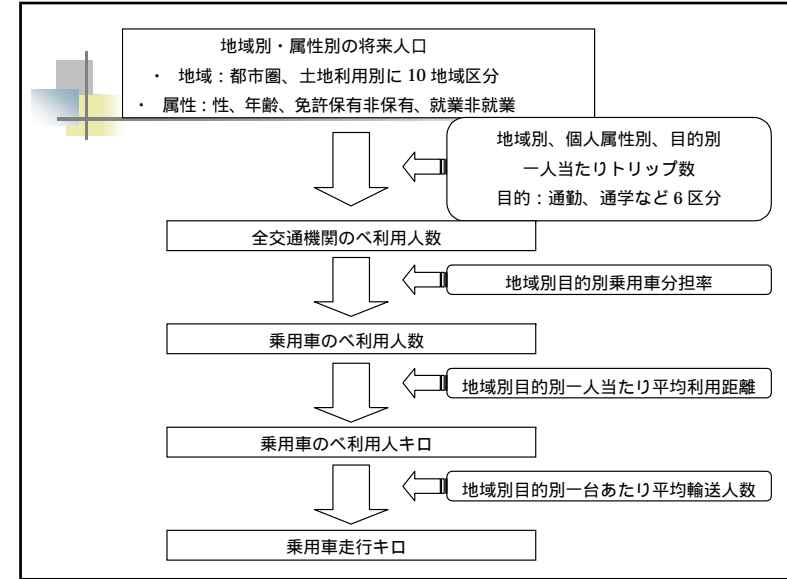 地域別・属性別の将来人口
・ 地域：都市圏、土地利用別に 10 地域区分
・ 属性：性、年齢、免許保有非保有、就業非就業
地域別、個人属性別、目的別
一人当たりトリップ数
目的：通勤、通学など 6 区分
全交通機関のべ利用人数
地域別目的別乗用車分担率
乗用車のべ利用人数
地域別目的別一人当たり平均利用距離
乗用車のべ利用人キロ
地域別目的別一台あたり平均輸送人数
乗用車走行キロ